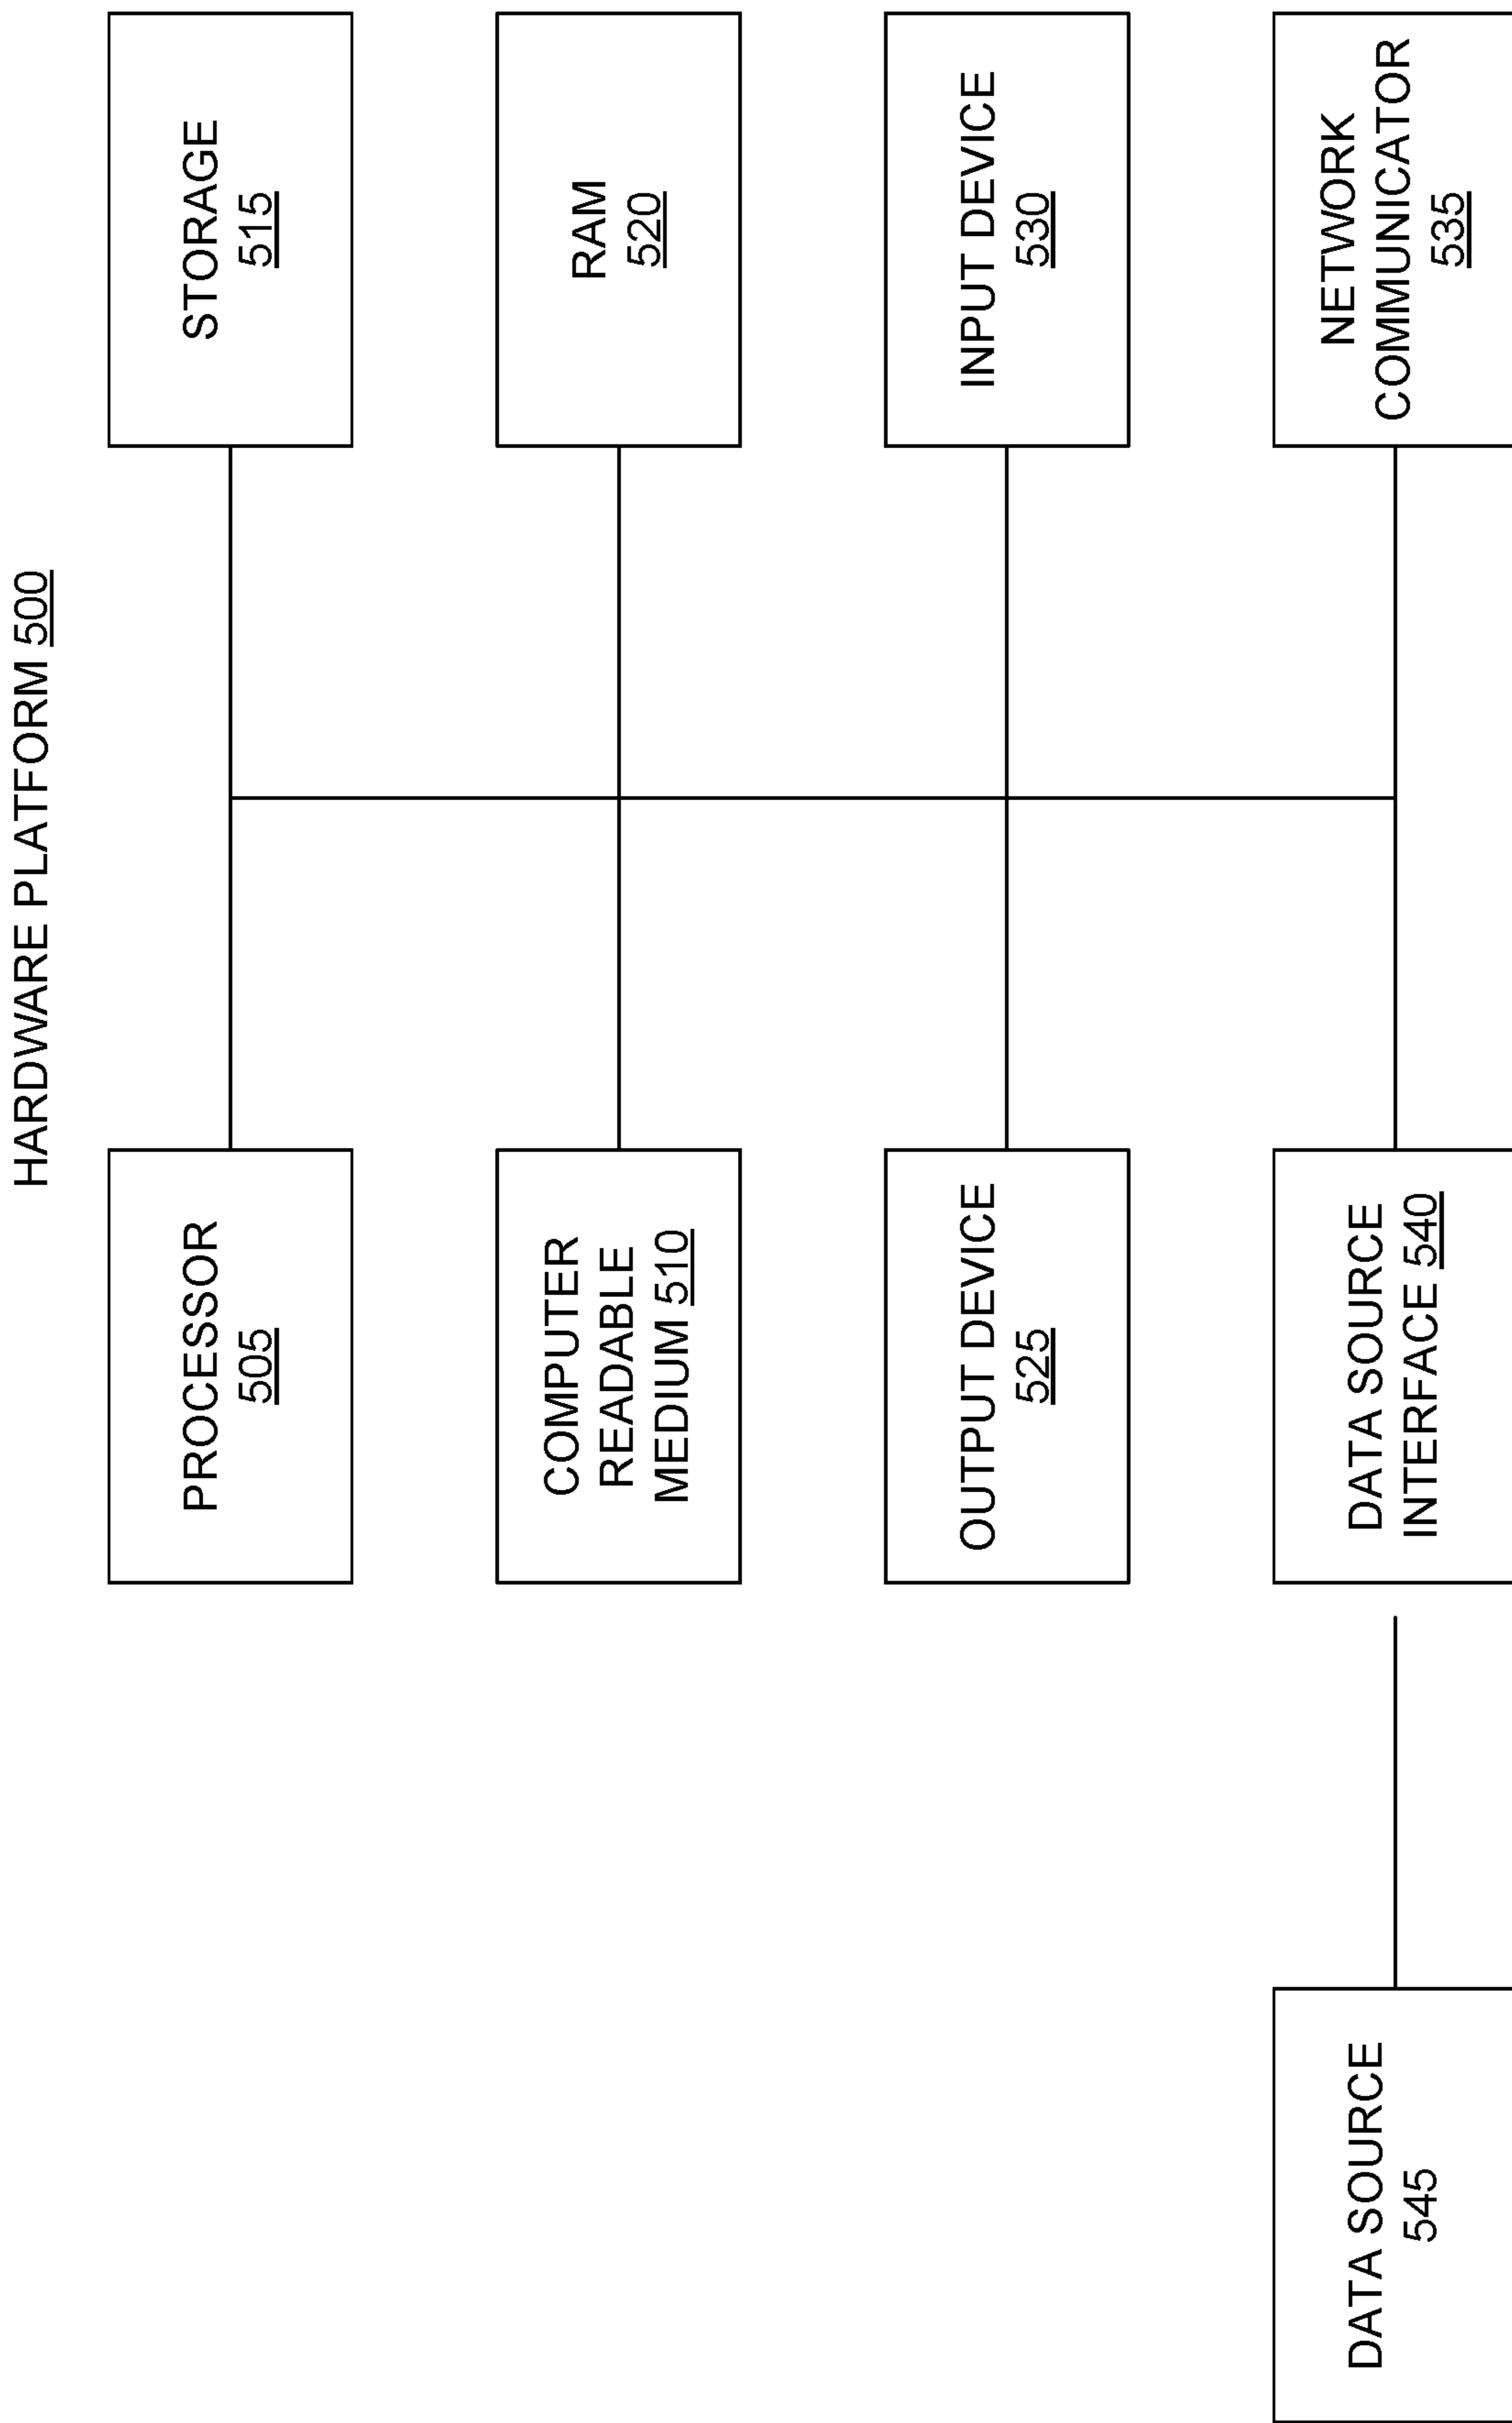 HARDWARE PLATFORM 500
PROCESSOR
505
STORAGE
515
COMPUTER
READABLE
MEDIUM 510
RAM
520
OUTPUT DEVICE
525
INPUT DEVICE
530
DATA SOURCE
545
DATA SOURCE
INTERFACE 540
NETWORK
COMMUNICATOR
535